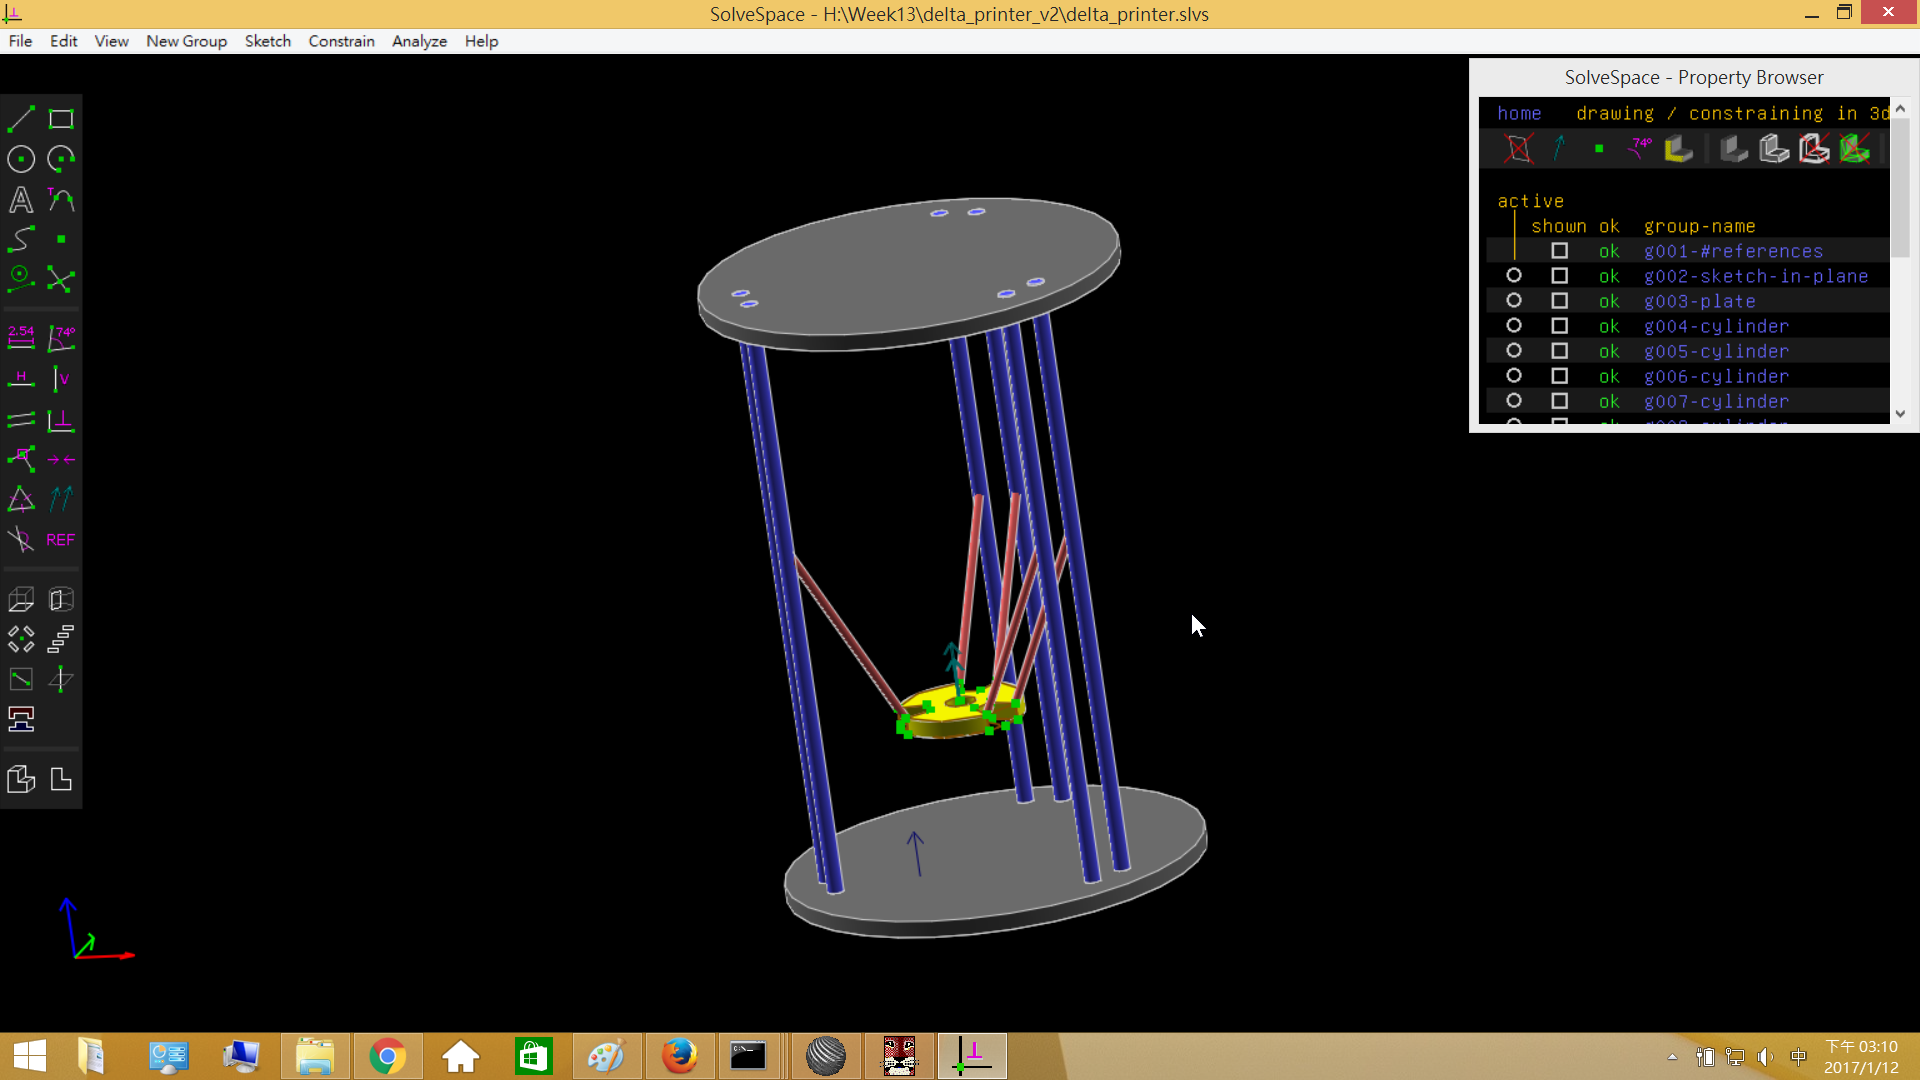 SolveSpace - H:\Week13\delta_printer_v2\delta_printer.slvs
File Edit View New Group Sketch Constrain Analyze Help
SolveSpace - Property Browser
home drawing / constraining in 3d
74º
active
shown ok group-name
ok g001-#references
ok g002-sketch-in-plane
ok g003-plate
ok g004-cylinder
ok g005-cylinder
ok g006-cylinder
ok g007-cylinder
A T
2.54 74º
H V
REF
中
下午 03:10
2017/1/12